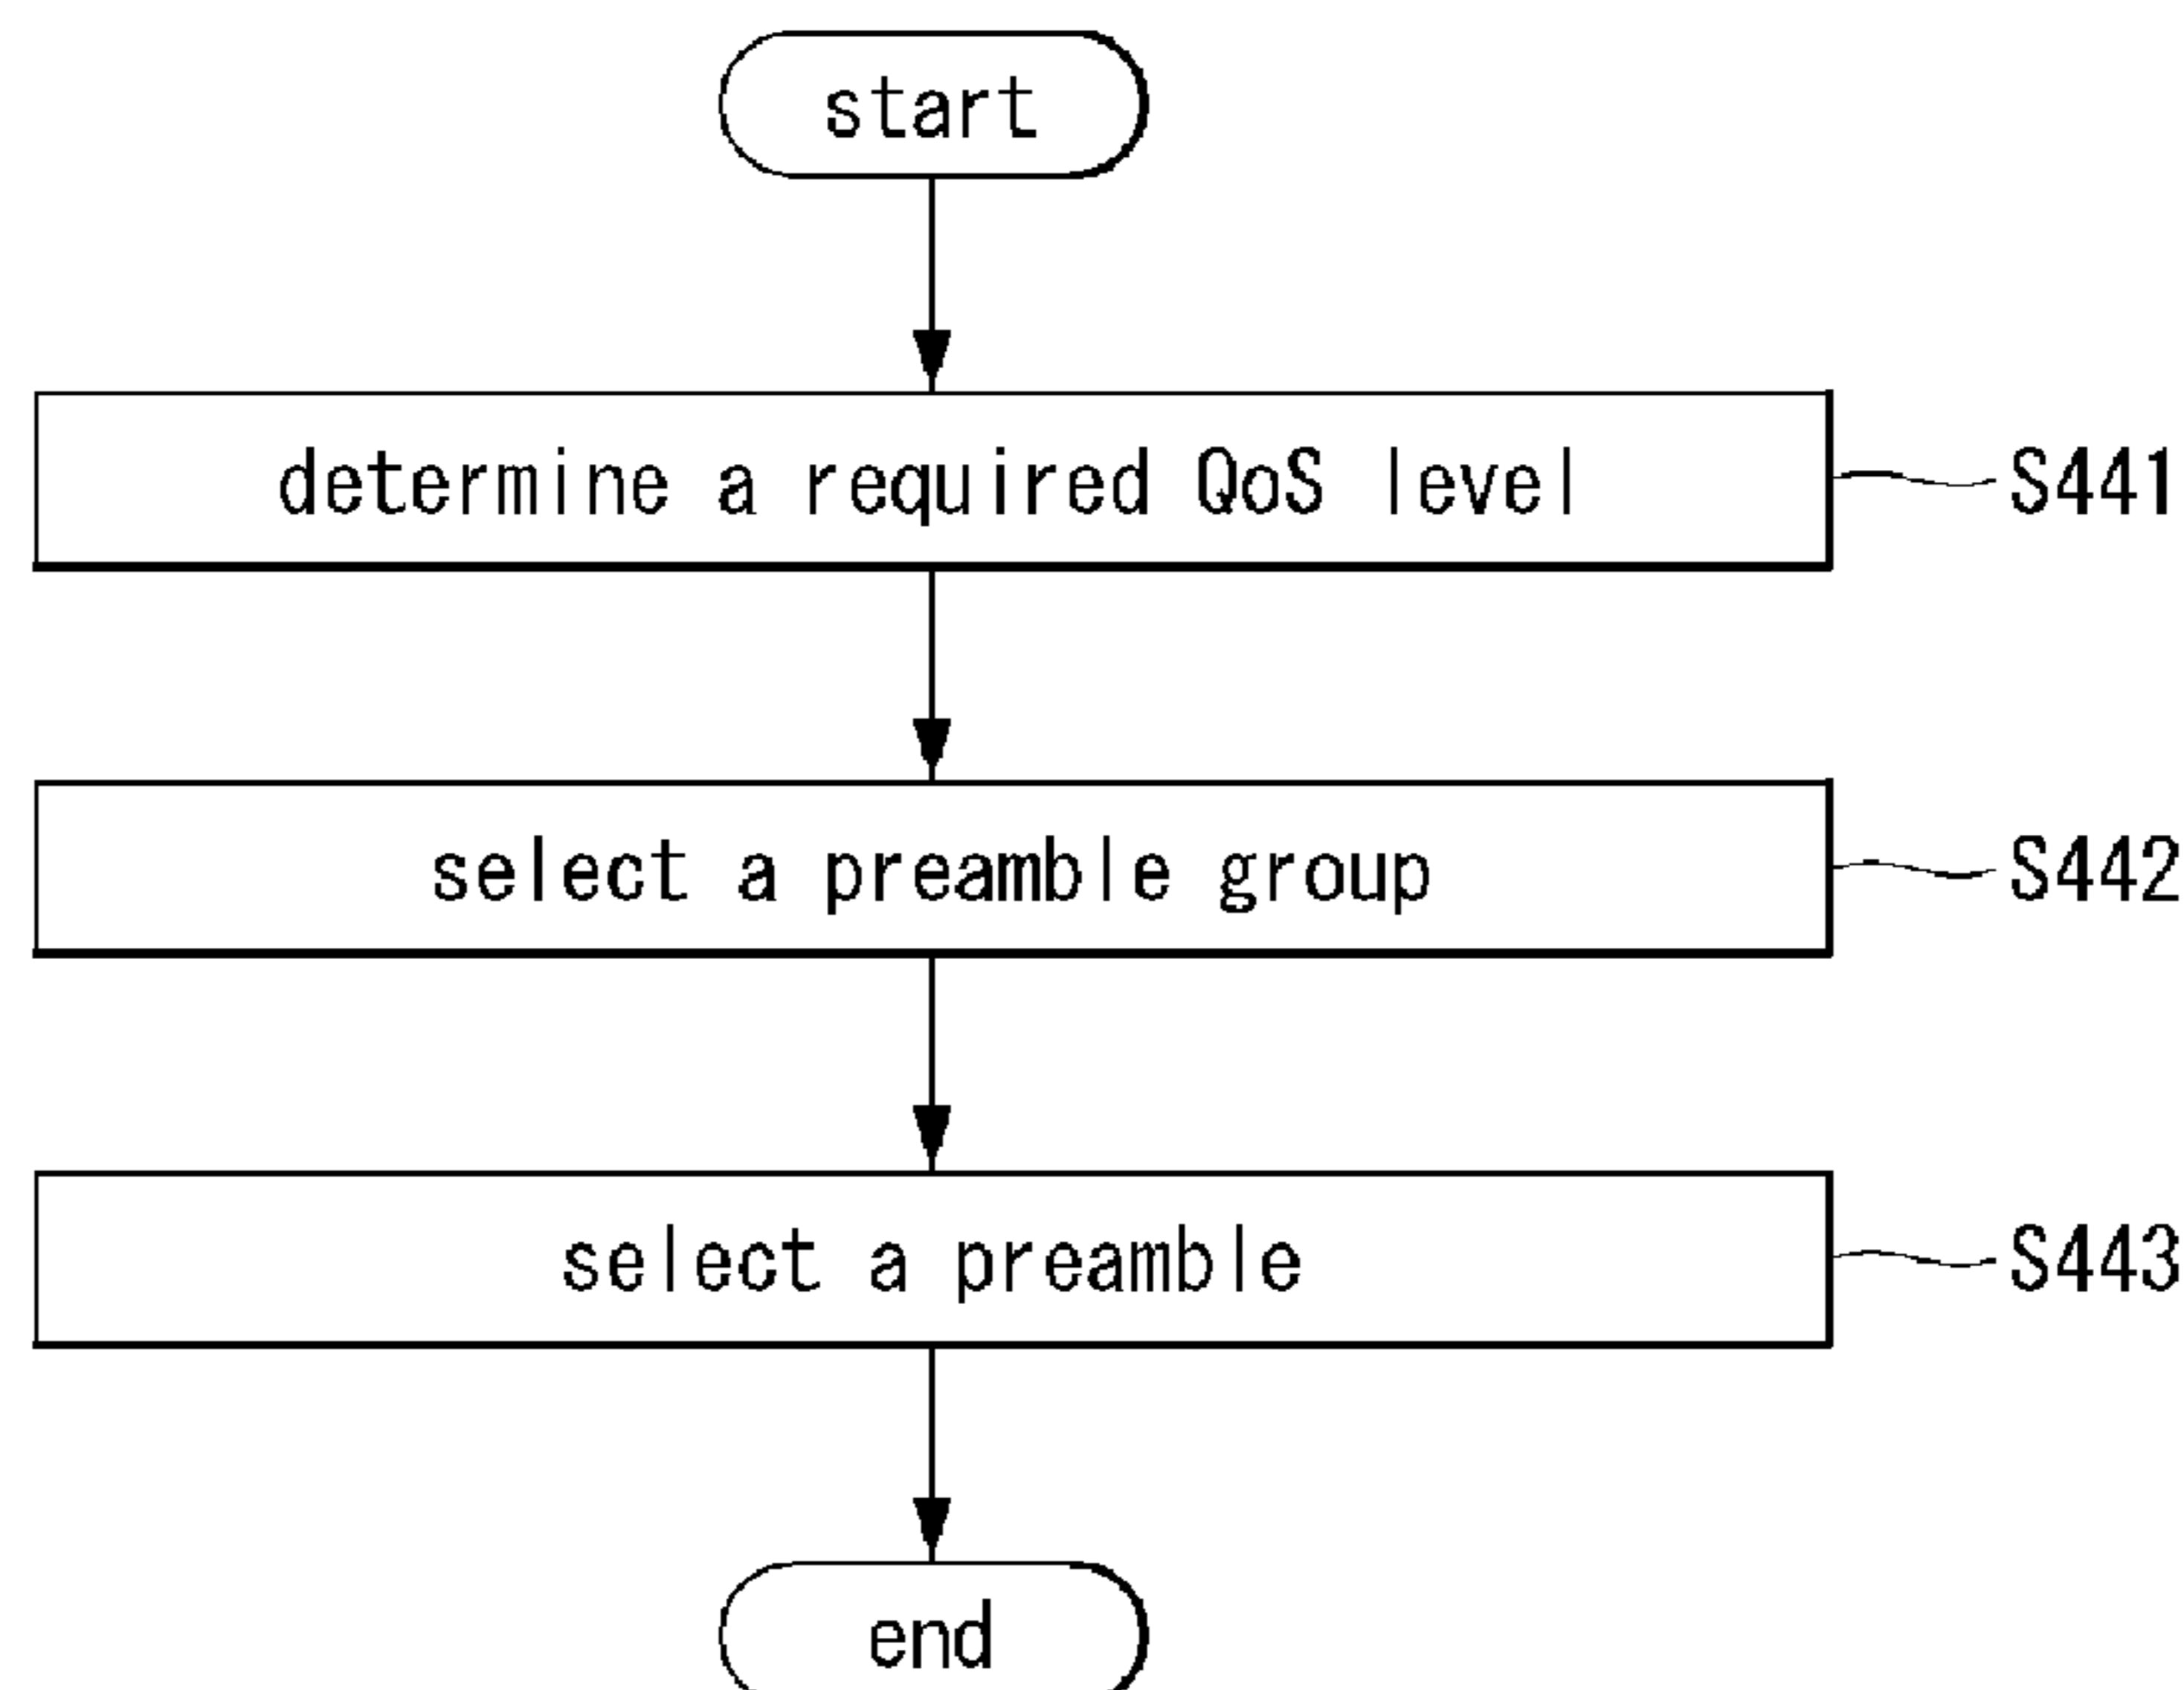 start
determine a required QoS level
S441
select a preamble group
S442
select a preamble
S443
end